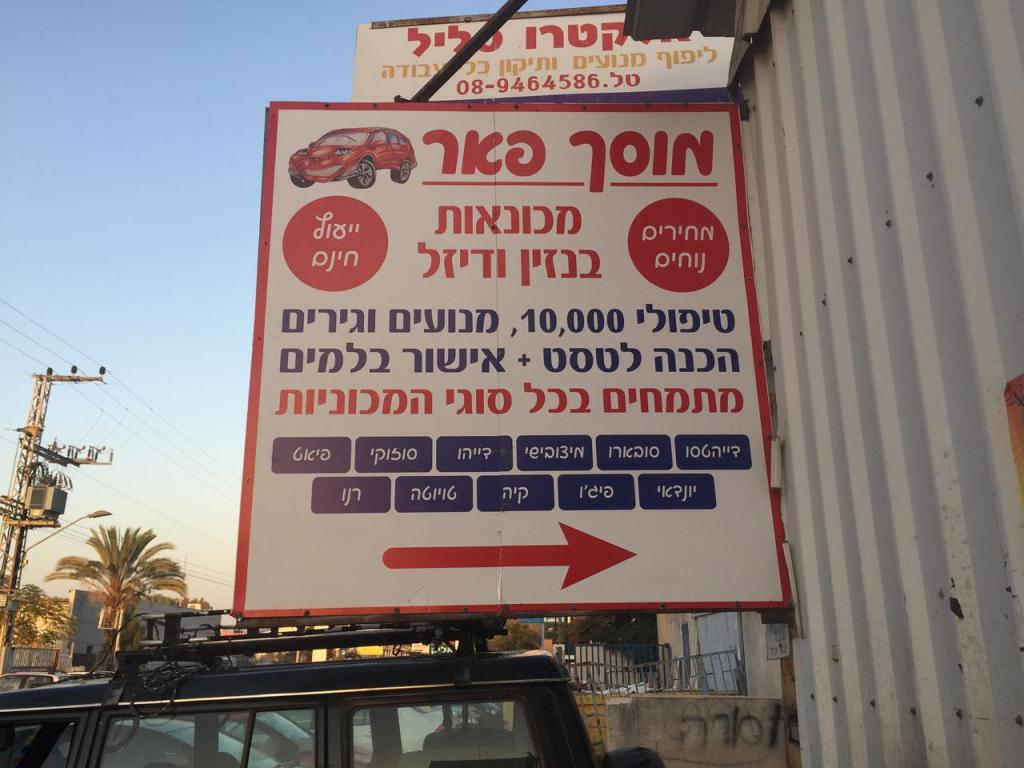 ליפוף מנועים ותיקון כל עבודה
טל.08-9464586
מוסך פאר
מכונאות
בנזין ודיזל
מחירים
נוחים
ייעוץ
חינם
טיפולי 10,000, מנועים וגירים
הכנה לטסט + אישור בלמים
מתמחים בכל סוגי המכוניות
דייהטסו סובארו מיצובישי דייהו סוזוקי פיאט
יונדאי פיג'ו קיה טויוטה רנו